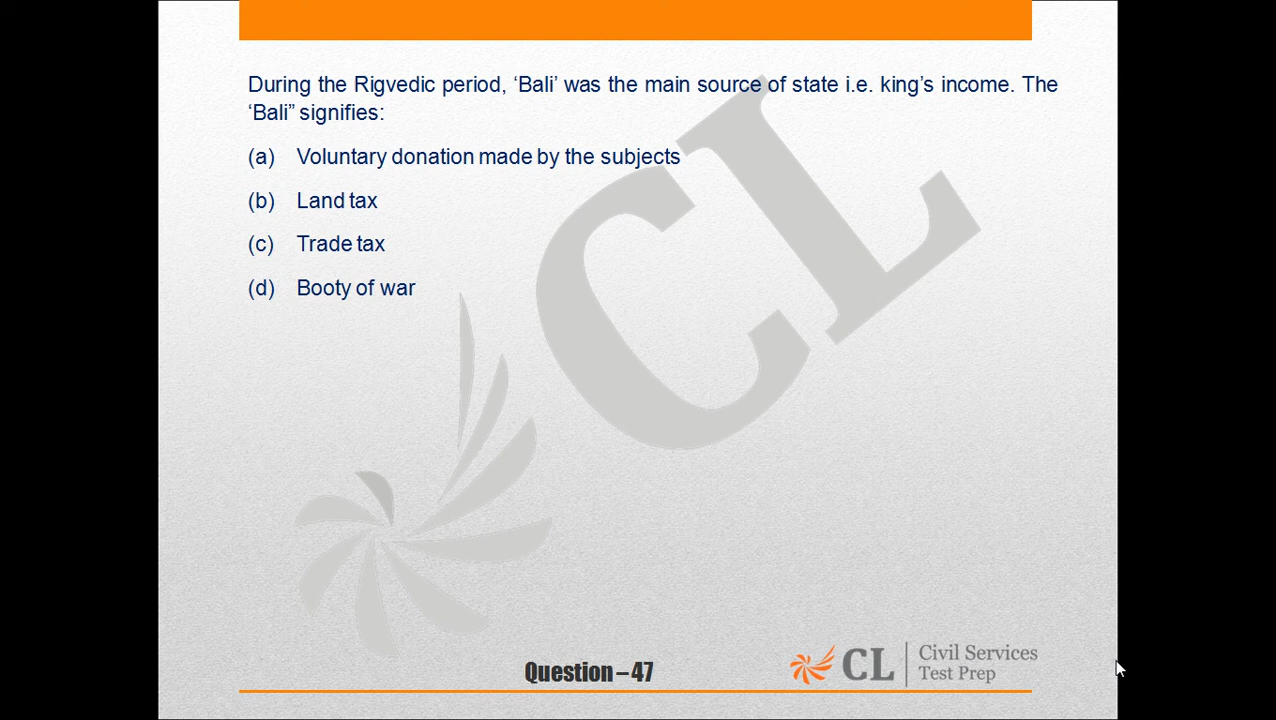 During the Rigvedic period, ‘Bali’ was the main source of state i.e. king’s income. The
‘Bali” signifies:
(a) Voluntary donation made by the subjects
(b) Land tax
(c) Trade tax
(d) Booty of war
CL
Question – 47
CL
Civil Services
Test Prep